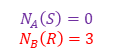 N_A(S) = 0
N_B(R) = 3